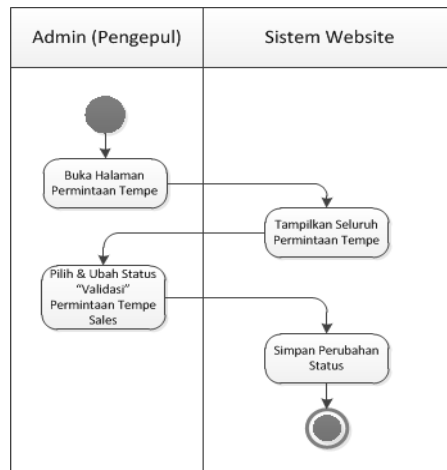 Admin (Pengepul)
Sistem Website
Buka Halaman
Permintaan Tempe
Tampilkan Seluruh
Permintaan Tempe
Pilih & Ubah Status
“Validasi”
Permintaan Tempe
Sales
Simpan Perubahan
Status